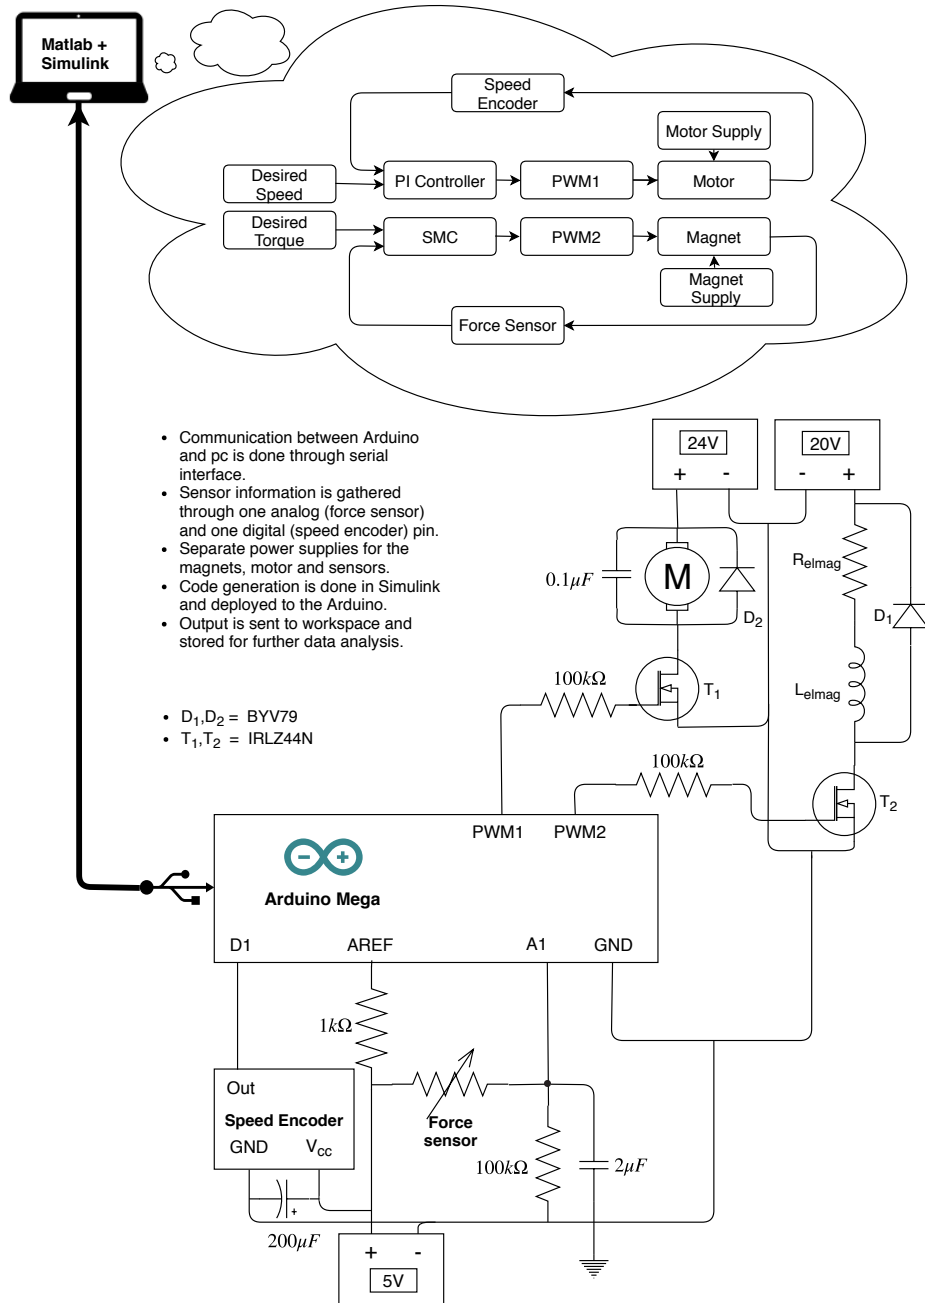 Matlab +
Simulink
Speed
Encoder
Motor Supply
Desired
Speed
PI Controller
PWM1
Motor
Desired
Torque
SMC
PWM2
Magnet
Magnet
Supply
Force Sensor
• Communication between Arduino
and pc is done through serial
interface.
• Sensor information is gathered
through one analog (force sensor)
and one digital (speed encoder) pin.
• Separate power supplies for the
magnets, motor and sensors.
• Code generation is done in Simulink
and deployed to the Arduino.
• Output is sent to workspace and
stored for further data analysis.
• D1,D2 = BYV79
• T1,T2 = IRLZ44N
24V
+ -
20V
- +
0.1μF
M
D2
Relmag
D1
Lelmag
100kΩ
T1
100kΩ
T2
PWM1 PWM2
Arduino Mega
D1 AREF A1 GND
1kΩ
Out
Speed Encoder
GND Vcc
Force
sensor
100kΩ
2μF
+
200μF
+ -
5V